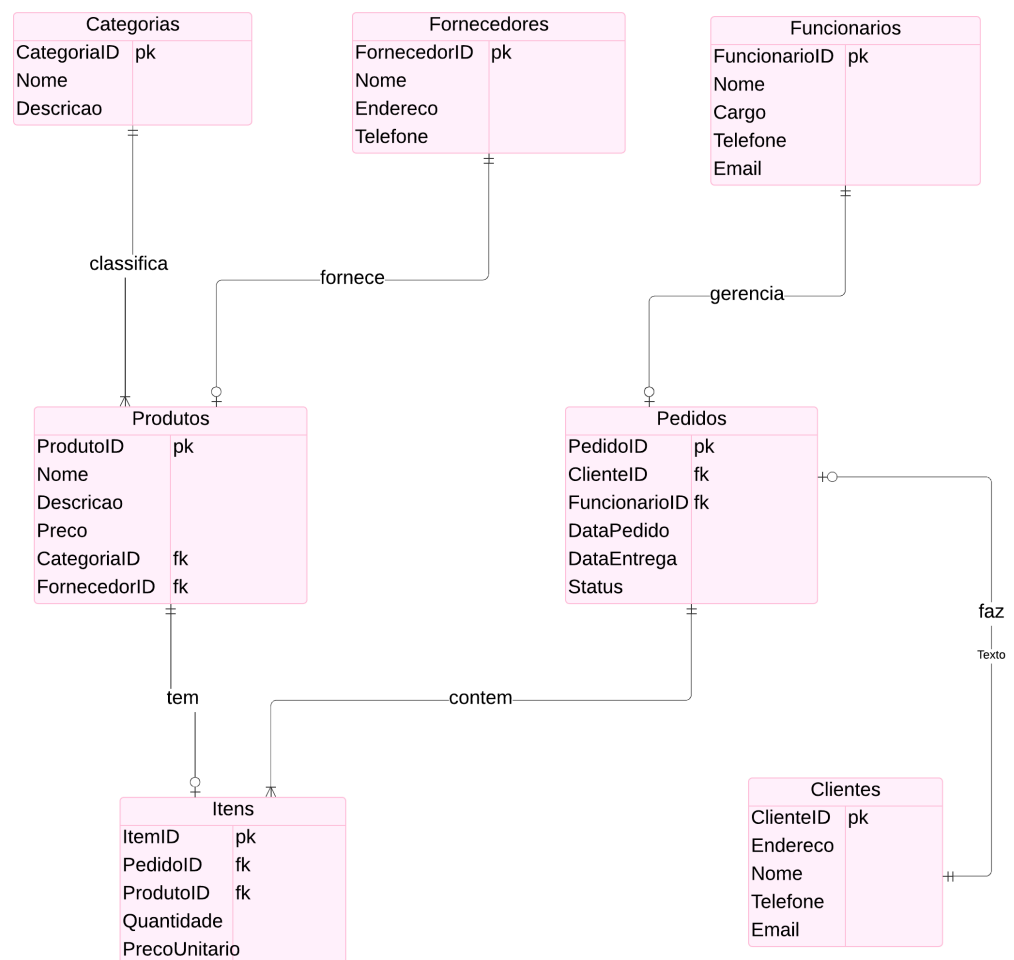 Categorias
CategoriaID pk
Nome
Descricao
Fornecedores
FornecedorID pk
Nome
Endereco
Telefone
Funcionarios
FuncionarioID pk
Nome
Cargo
Telefone
Email
classifica
fornece
gerencia
Produtos
ProdutoID pk
Nome
Descricao
Preco
CategoriaID fk
FornecedorID fk
Pedidos
PedidoID pk
ClienteID fk
FuncionarioID fk
DataPedido
DataEntrega
Status
faz
Texto
tem
contem
Itens
ItemID pk
PedidoID fk
ProdutoID fk
Quantidade
PrecoUnitario
Clientes
ClienteID pk
Endereco
Nome
Telefone
Email